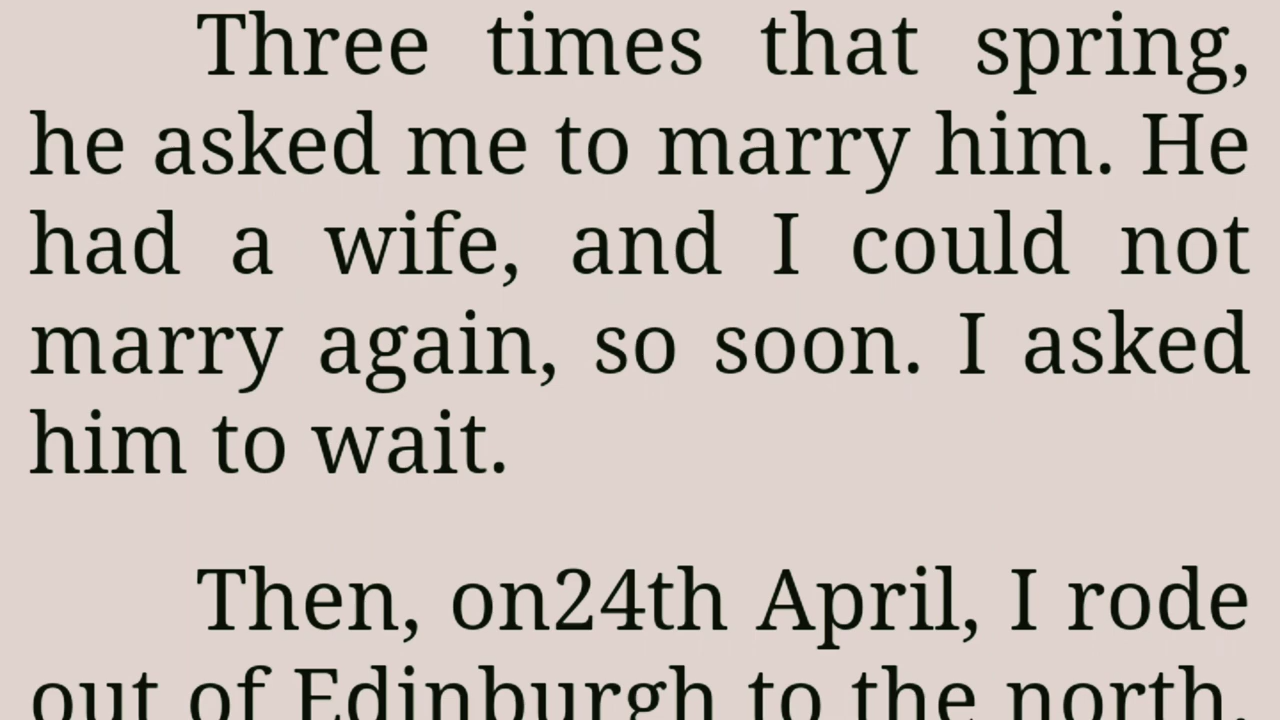 Three times that spring,
he asked me to marry him. He
had a wife, and I could not
marry again, so soon. I asked
him to wait.
Then, on24th April, I rode
out of Edinburgh to the north.